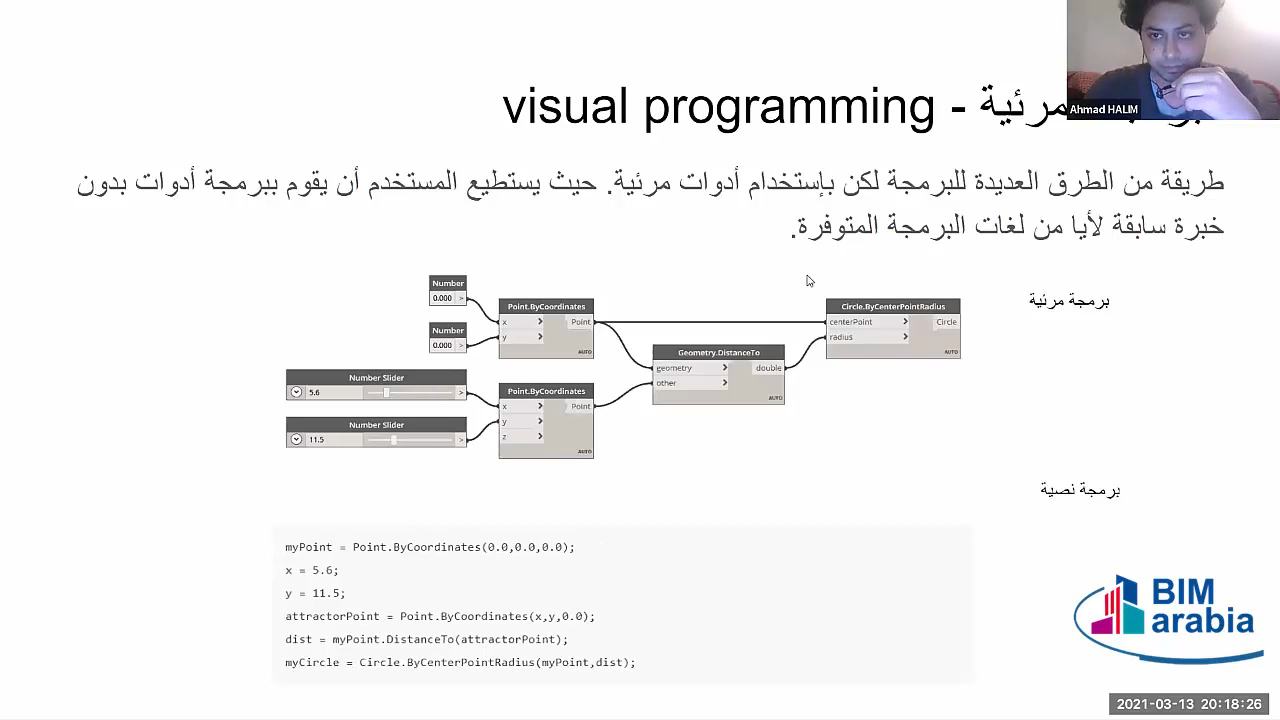 visual programming - مرئية
Ahmad HALIM
طريقة من الطرق العديدة للبرمجة لكن بإستخدام أدوات مرئية. حيث يستطيع المستخدم أن يقوم ببرمجة أدوات بدون
خبرة سابقة لأيا من لغات البرمجة المتوفرة.
برمجة مرئية
Number
0.000 >
Number
0.000 >
Number Slider
5.6 >
Number Slider
11.5 >
Point.ByCoordinates
x > Point
y >
AUTO
Point.ByCoordinates
x > Point
y >
z >
AUTO
Geometry.DistanceTo
geometry > double
other >
AUTO
Circle.ByCenterPointRadius
centerPoint > Circle
radius >
AUTO
برمجة نصية
myPoint = Point.ByCoordinates(0.0,0.0,0.0);
x = 5.6;
y = 11.5;
attractorPoint = Point.ByCoordinates(x,y,0.0);
dist = myPoint.DistanceTo(attractorPoint);
myCircle = Circle.ByCenterPointRadius(myPoint,dist);
BIM
arabia
2021-03-13 20:18:26